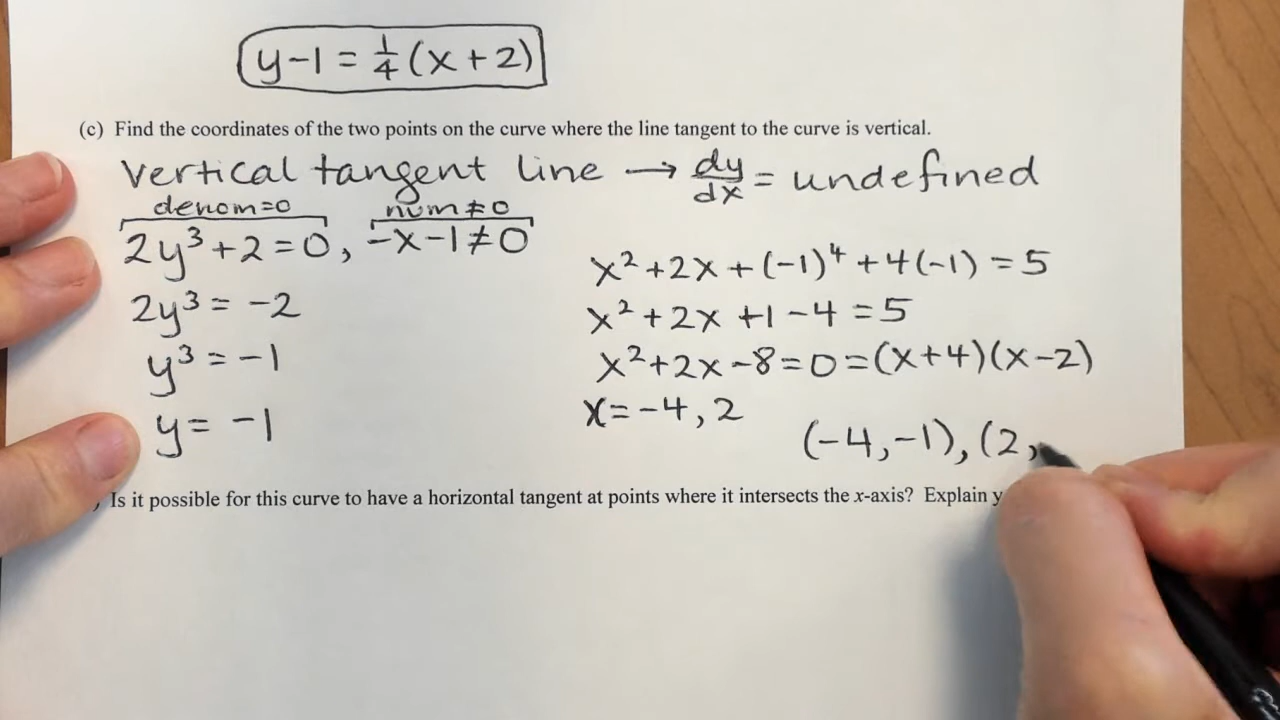 y-1 = 1/4 (x+2)
(c) Find the coordinates of the two points on the curve where the line tangent to the curve is vertical.
Vertical tangent line → dy/dx = undefined
denom=0 num≠0
2y³+2=0, -x-1≠0
2y³ = -2
y³ = -1
y = -1
x²+2x+(-1)⁴+4(-1)=5
x²+2x+1-4=5
x²+2x-8=0=(x+4)(x-2)
x=-4,2
(-4,-1),(2,
Is it possible for this curve to have a horizontal tangent at points where it intersects the x-axis? Explain y